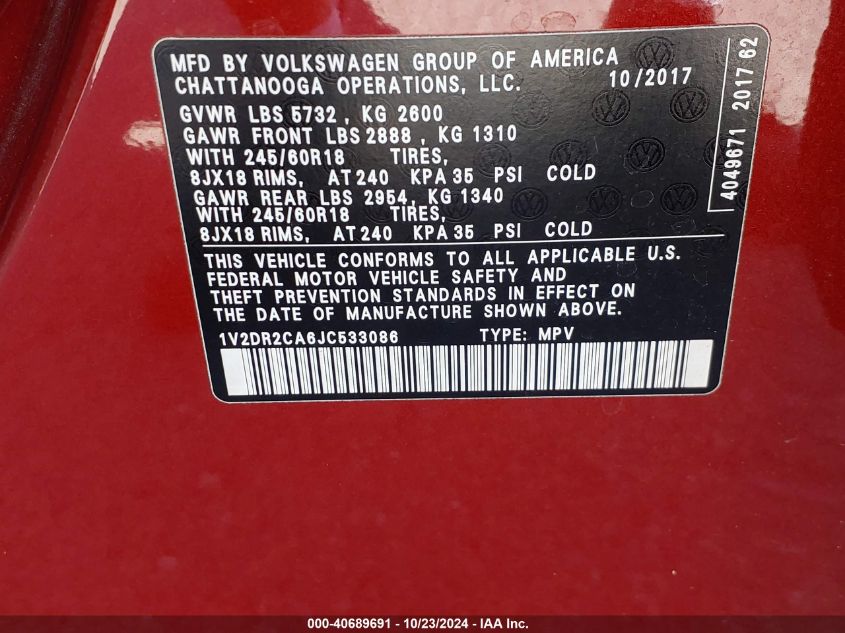 MFD BY VOLKSWAGEN GROUP OF AMERICA
CHATTANOOGA OPERATIONS, LLC. 10/2017
GVWR LBS 5732 , KG 2600
GAWR FRONT LBS 2888 , KG 1310
WITH 245/60R18 TIRES,
8JX18 RIMS, AT 240 KPA 35 PSI COLD
GAWR REAR LBS 2954, KG 1340
WITH 245/60R18 TIRES,
8JX18 RIMS, AT 240 KPA 35 PSI COLD
4049671 2017 62
THIS VEHICLE CONFORMS TO ALL APPLICABLE U.S.
FEDERAL MOTOR VEHICLE SAFETY AND
THEFT PREVENTION STANDARDS IN EFFECT ON
THE DATE OF MANUFACTURE SHOWN ABOVE.
1V2DR2CA6JC533086 TYPE: MPV
000-40689691 - 10/23/2024 - IAA Inc.